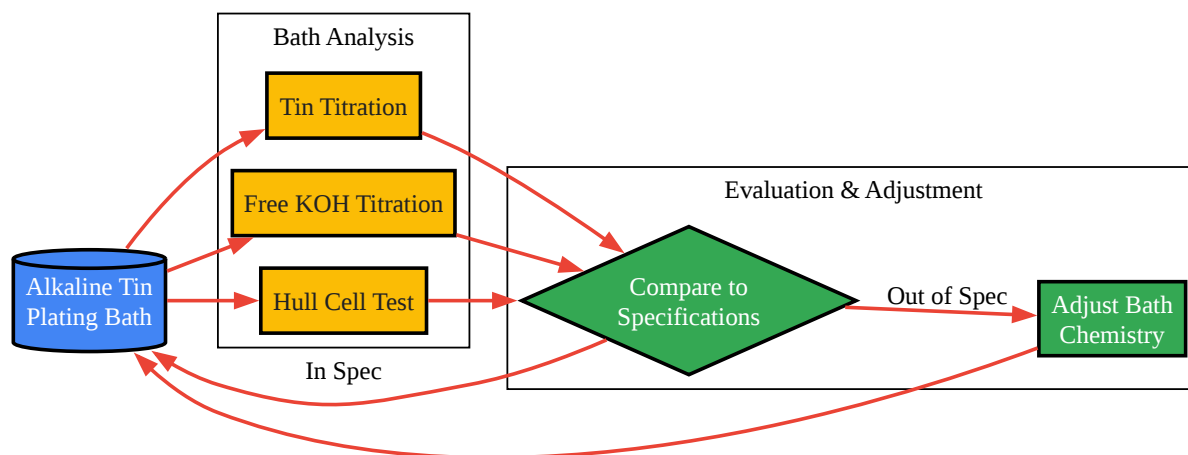 Bath Analysis
Tin Titration
Free KOH Titration
Hull Cell Test
Alkaline Tin
Plating Bath
Evaluation & Adjustment
Compare to
Specifications
Out of Spec
Adjust Bath
Chemistry
In Spec